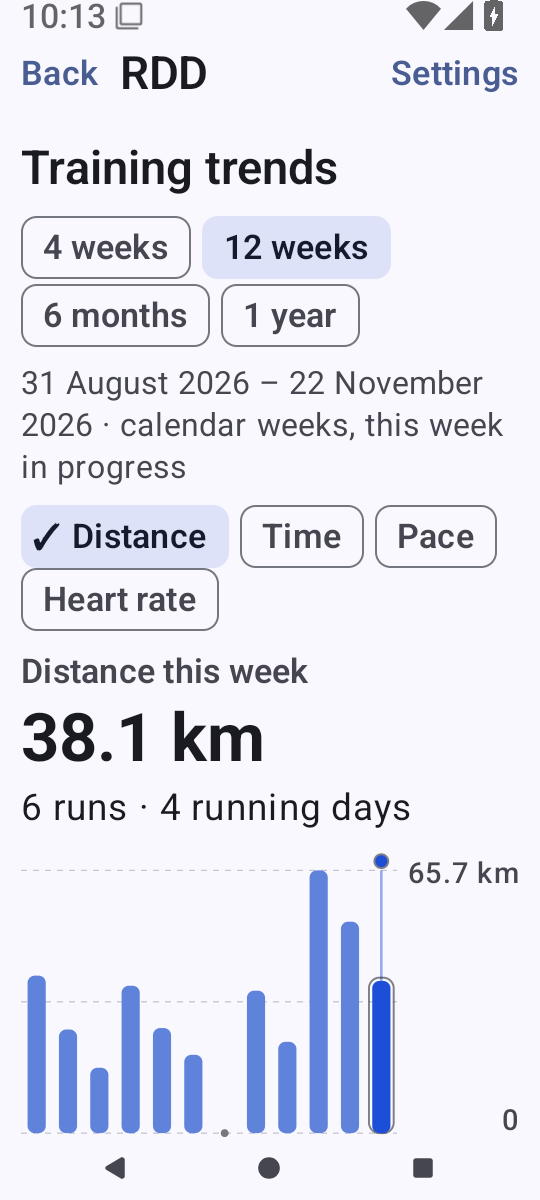 10:13
Back RDD Settings
Training trends
4 weeks 12 weeks
6 months 1 year
31 August 2026 – 22 November
2026 · calendar weeks, this week
in progress
✓ Distance Time Pace
Heart rate
Distance this week
38.1 km
6 runs · 4 running days
65.7 km
0